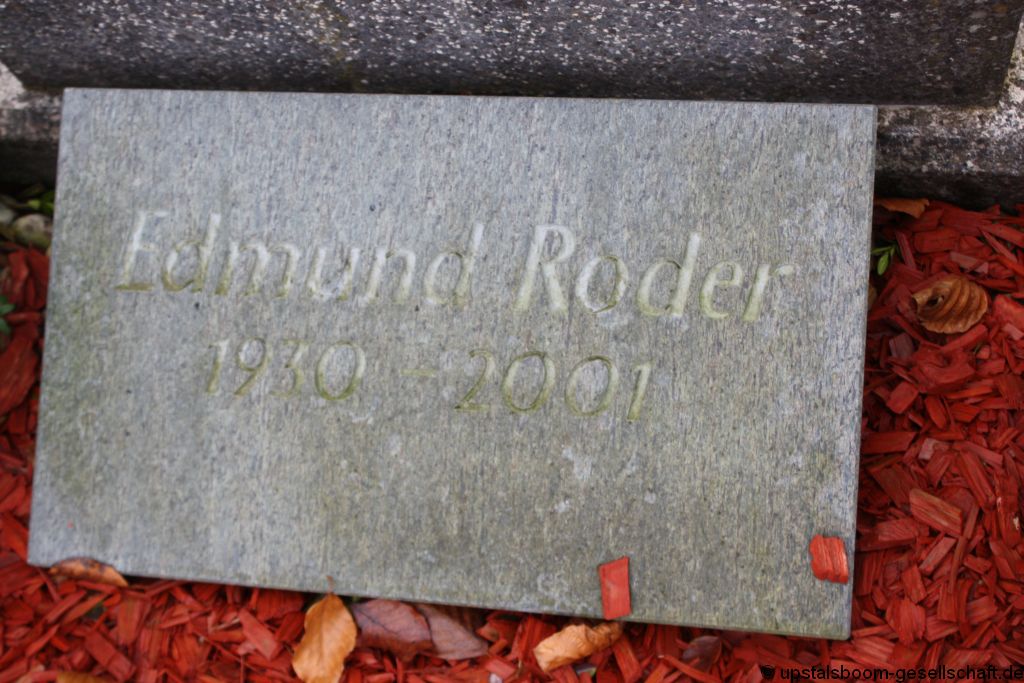 Edmund Roder
1930 - 2001
© upstalsboom-gesellschaft.de